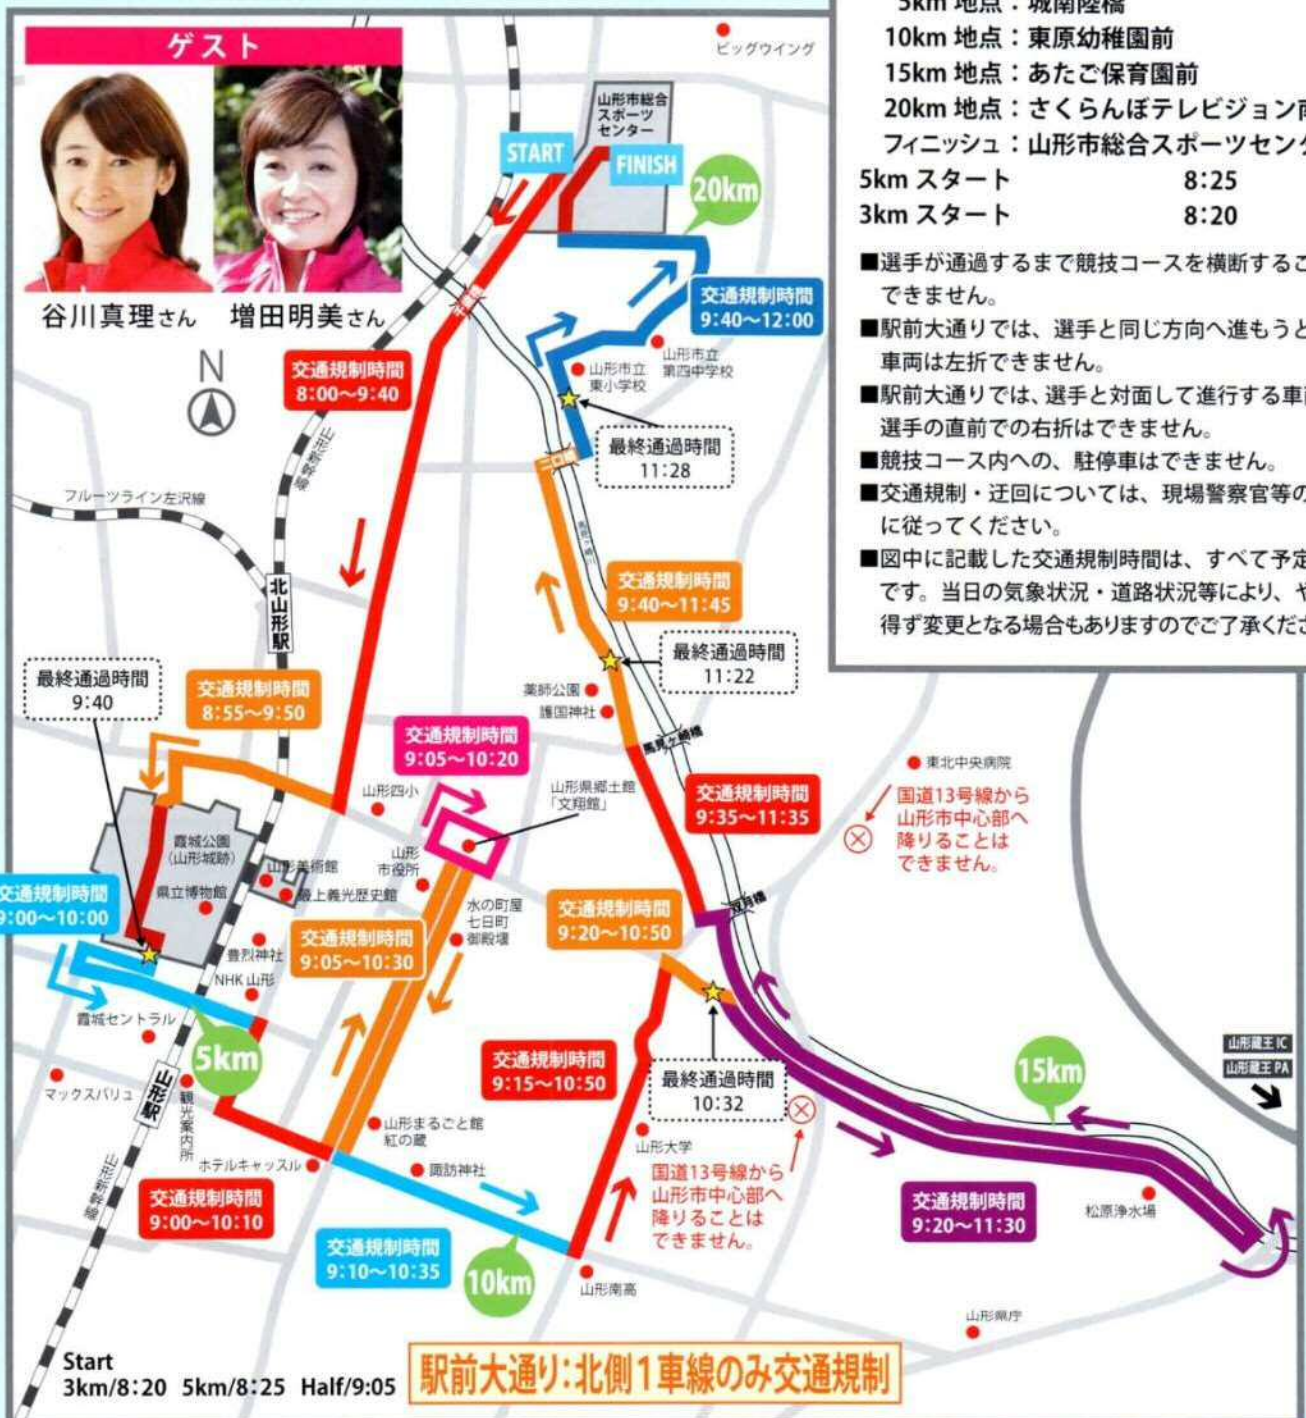 ゲスト
谷川真理さん 増田明美さん
5km 地点：城南陸橋
10km 地点：東原幼稚園前
15km 地点：あたご保育園前
20km 地点：さくらんぼテレビジョン
フィニッシュ：山形市総合スポーツセン
5km スタート 8:25
3km スタート 8:20
■選手が通過するまで競技コースを横断するこ
できません。
■駅前大通りでは、選手と同じ方向へ進もうと
車両は左折できません。
■駅前大通りでは、選手と対面して進行する車
選手の直前での右折はできません。
■競技コース内への、駐停車はできません。
■交通規制・迂回については、現場警察官等の
に従ってください。
■図中に記載した交通規制時間は、すべて予定
です。当日の気象状況・道路状況等により、や
得ず変更となる場合もありますのでご了承くださ
ビッグウイング
山形市総合
スポーツ
センター
START
FINISH
20km
交通規制時間
9:40～12:00
山形市立
第四中学校
山形市立
東小学校
N
交通規制時間
8:00～9:40
山形新幹線
最終通過時間
11:28
フルーツライン左沢線
馬見ヶ崎川
北山形駅
交通規制時間
9:40～11:45
最終通過時間
11:22
最終通過時間
9:40
交通規制時間
8:55～9:50
薬師公園
護国神社
馬見ヶ崎橋
交通規制時間
9:05～10:20
山形四小
山形県郷土館
「文翔館」
交通規制時間
9:35～11:35
東北中央病院
国道13号線から
山形市中心部へ
降りることは
できません。
霞城公園
(山形城跡)
県立博物館
山形美術館
最上義光歴史館
山形
市役所
水の町屋
七日町
御殿堰
双月橋
交通規制時間
9:00～10:00
豊烈神社
NHK 山形
交通規制時間
9:05～10:30
交通規制時間
9:20～10:50
霞城セントラル
5km
マックスバリュ
山形駅
観光案内所
交通規制時間
9:15～10:50
最終通過時間
10:32
15km
山形蔵王 IC
山形蔵王 PA
山形まるごと館
紅の蔵
山形大学
ホテルキャッスル
諏訪神社
国道13号線から
山形市中心部へ
降りることは
できません。
山形新幹線
交通規制時間
9:00～10:10
交通規制時間
9:20～11:30
松原浄水場
交通規制時間
9:10～10:35
10km
山形南高
山形県庁
Start
3km/8:20 5km/8:25 Half/9:05
駅前大通り：北側1車線のみ交通規制